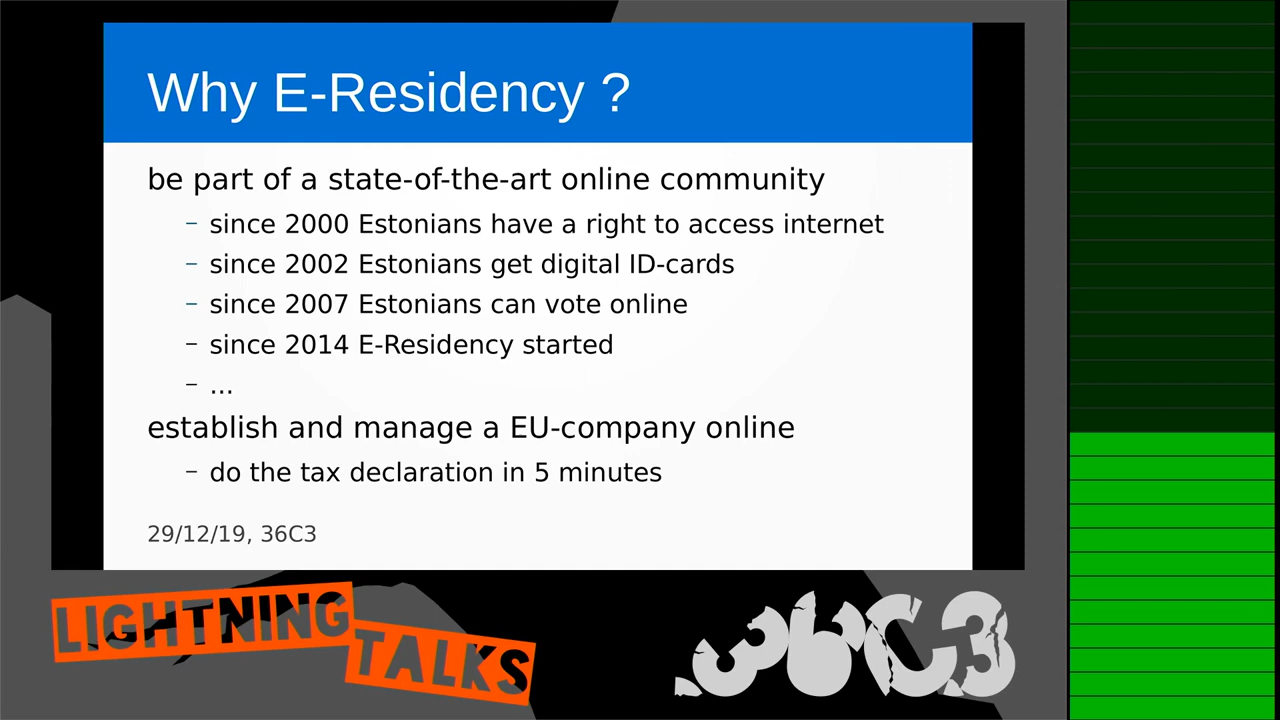 Why E-Residency ?
be part of a state-of-the-art online community
– since 2000 Estonians have a right to access internet
– since 2002 Estonians get digital ID-cards
– since 2007 Estonians can vote online
– since 2014 E-Residency started
– ...
establish and manage a EU-company online
– do the tax declaration in 5 minutes
29/12/19, 36C3
LIGHTNING
TALKS
36C3